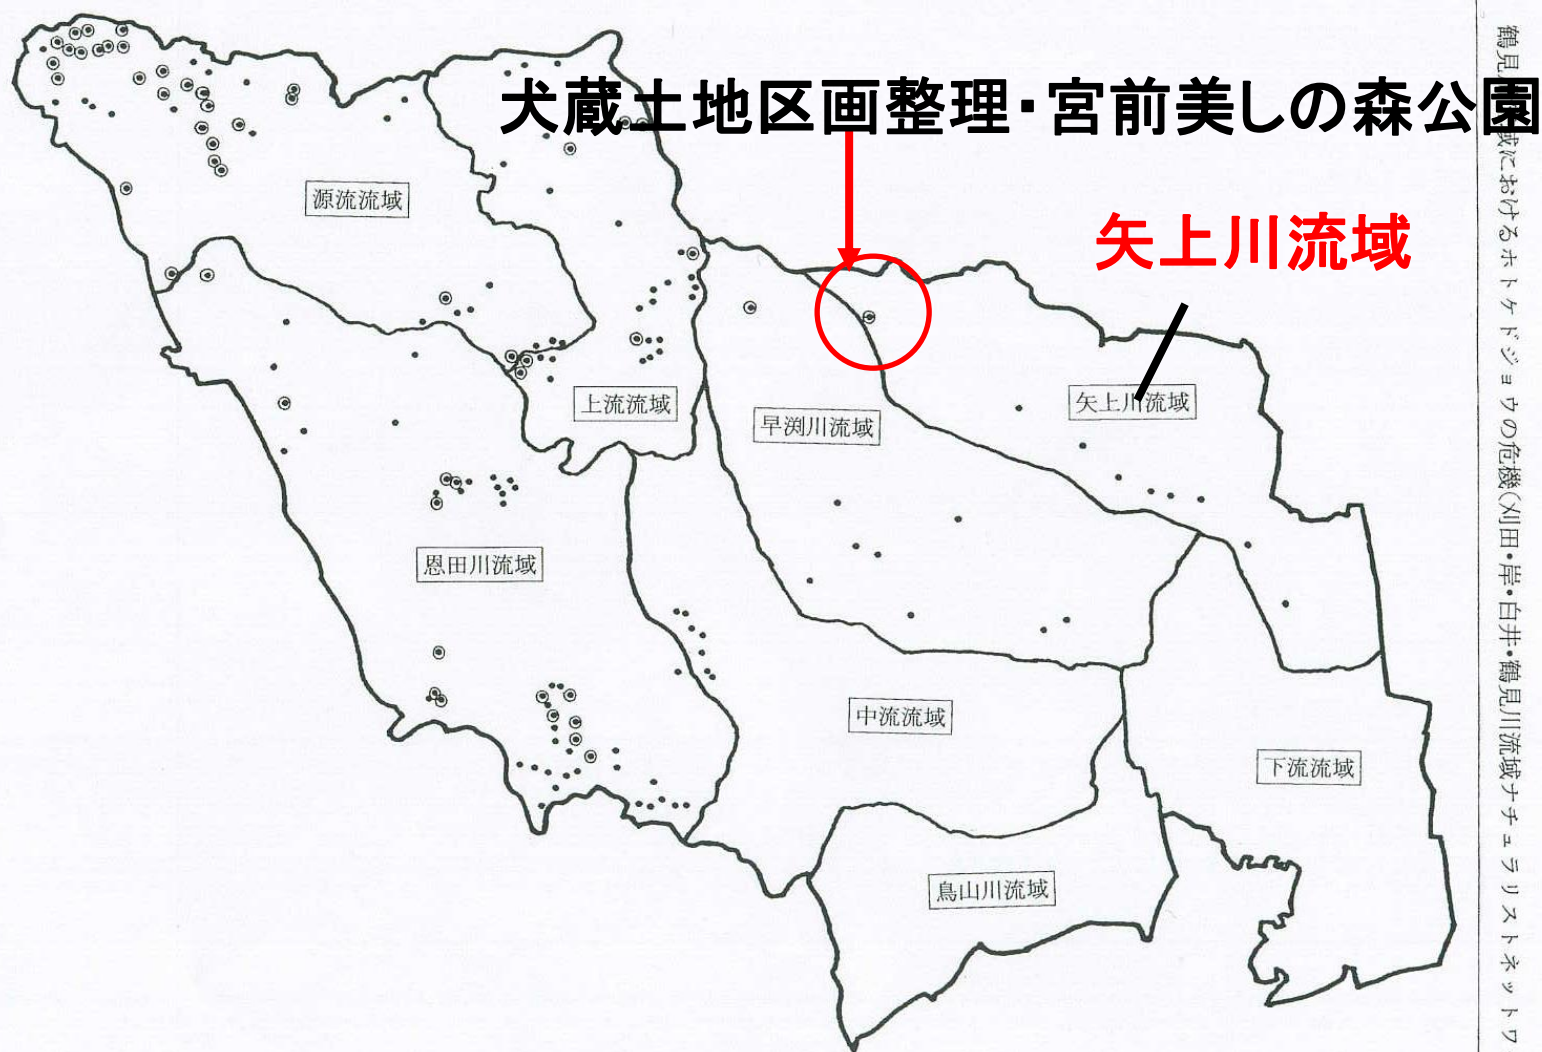 犬蔵土地区画整理・宮前美しの森公園
矢上川流域
源流流域
上流流域
早渕川流域
矢上川流域
恩田川流域
中流流域
下流流域
鳥山川流域
鶴見 域におけるホトケドジョウの危機(刈田・岸・白井・鶴見川流域ナチュラリストネットワ